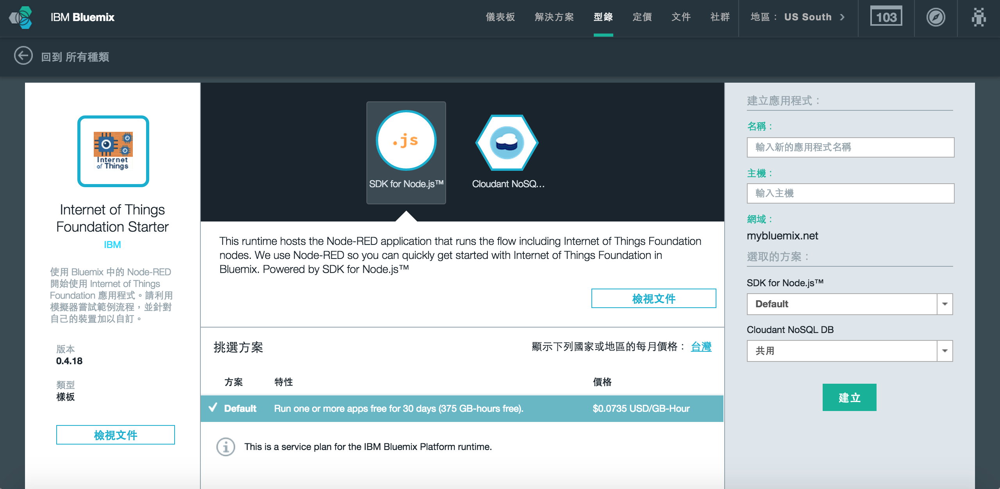 IBM Bluemix
儀表板 解決方案 型錄 定價 文件 社群 地區： US South 103
回到 所有種類
Internet
of Things
Internet of Things
Foundation Starter
IBM
使用 Bluemix 中的 Node-RED
開始使用 Internet of Things
Foundation 應用程式。請利用
模擬器嘗試範例流程，並針對
自己的裝置加以自訂。
版本
0.4.18
類型
樣板
檢視文件
.js
SDK for Node.js™
Cloudant NoSQ...
This runtime hosts the Node-RED application that runs the flow including Internet of Things Foundation
nodes. We use Node-RED so you can quickly get started with Internet of Things Foundation in
Bluemix. Powered by SDK for Node.js™
檢視文件
挑選方案
顯示下列國家或地區的每月價格： 台灣
方案 特性 價格
Default Run one or more apps free for 30 days (375 GB-hours free). $0.0735 USD/GB-Hour
This is a service plan for the IBM Bluemix Platform runtime.
建立應用程式：
名稱：
輸入新的應用程式名稱
主機：
輸入主機
網域：
mybluemix.net
選取的方案：
SDK for Node.js™
Default
Cloudant NoSQL DB
共用
建立